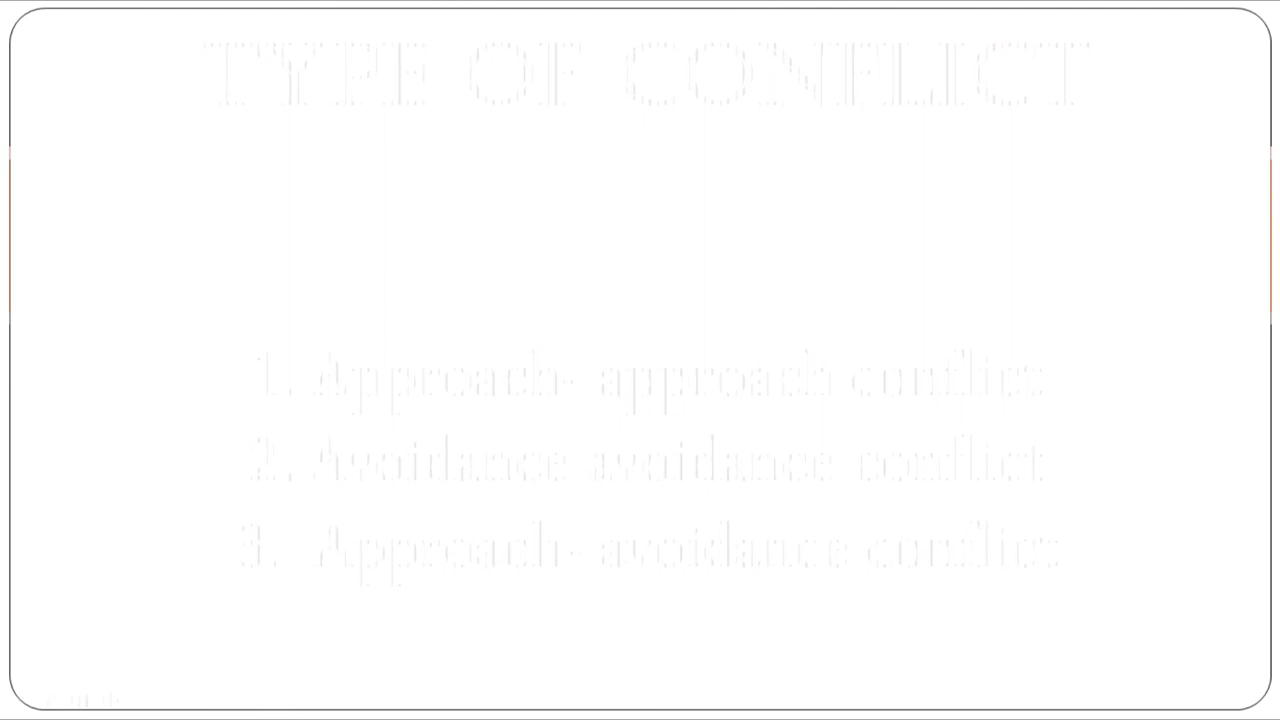 TYPE OF CONFLICT
1. Approach- approach conflict
2. Avoidance avoidance conflict
3. Approach- avoidance conflict